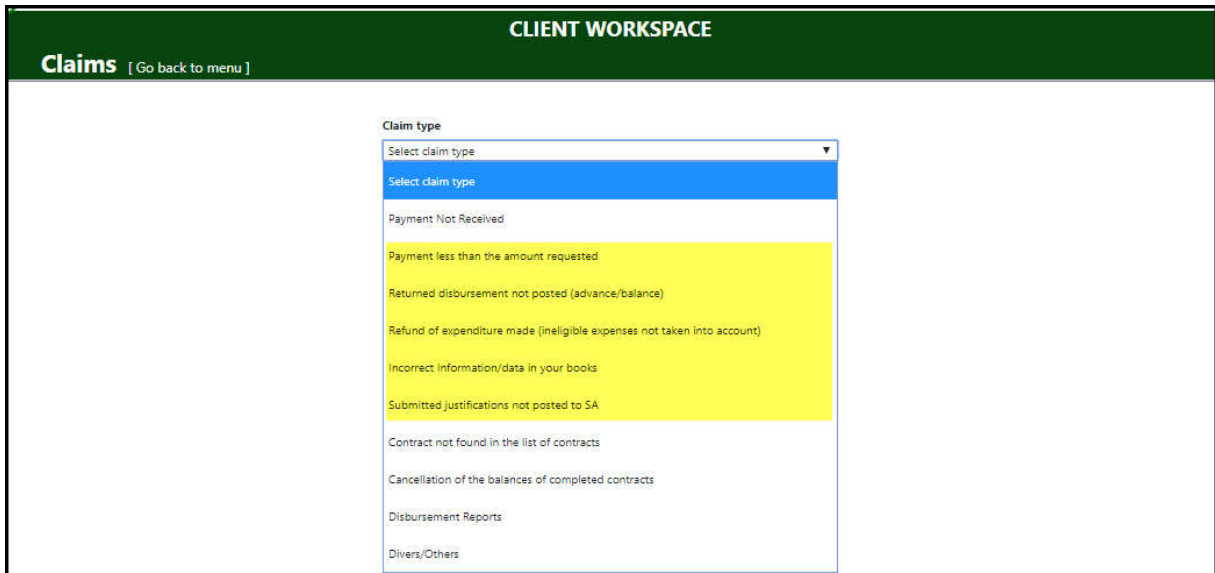 CLIENT WORKSPACE
Claims [ Go back to menu ]
Claim type
Select claim type
Select claim type
Payment Not Received
Payment less than the amount requested
Returned disbursement not posted (advance/balance)
Refund of expenditure made (ineligible expenses not taken into account)
Incorrect Information/data in your books
Submitted justifications not posted to SA
Contract not found in the list of contracts
Cancellation of the balances of completed contracts
Disbursement Reports
Divers/Others